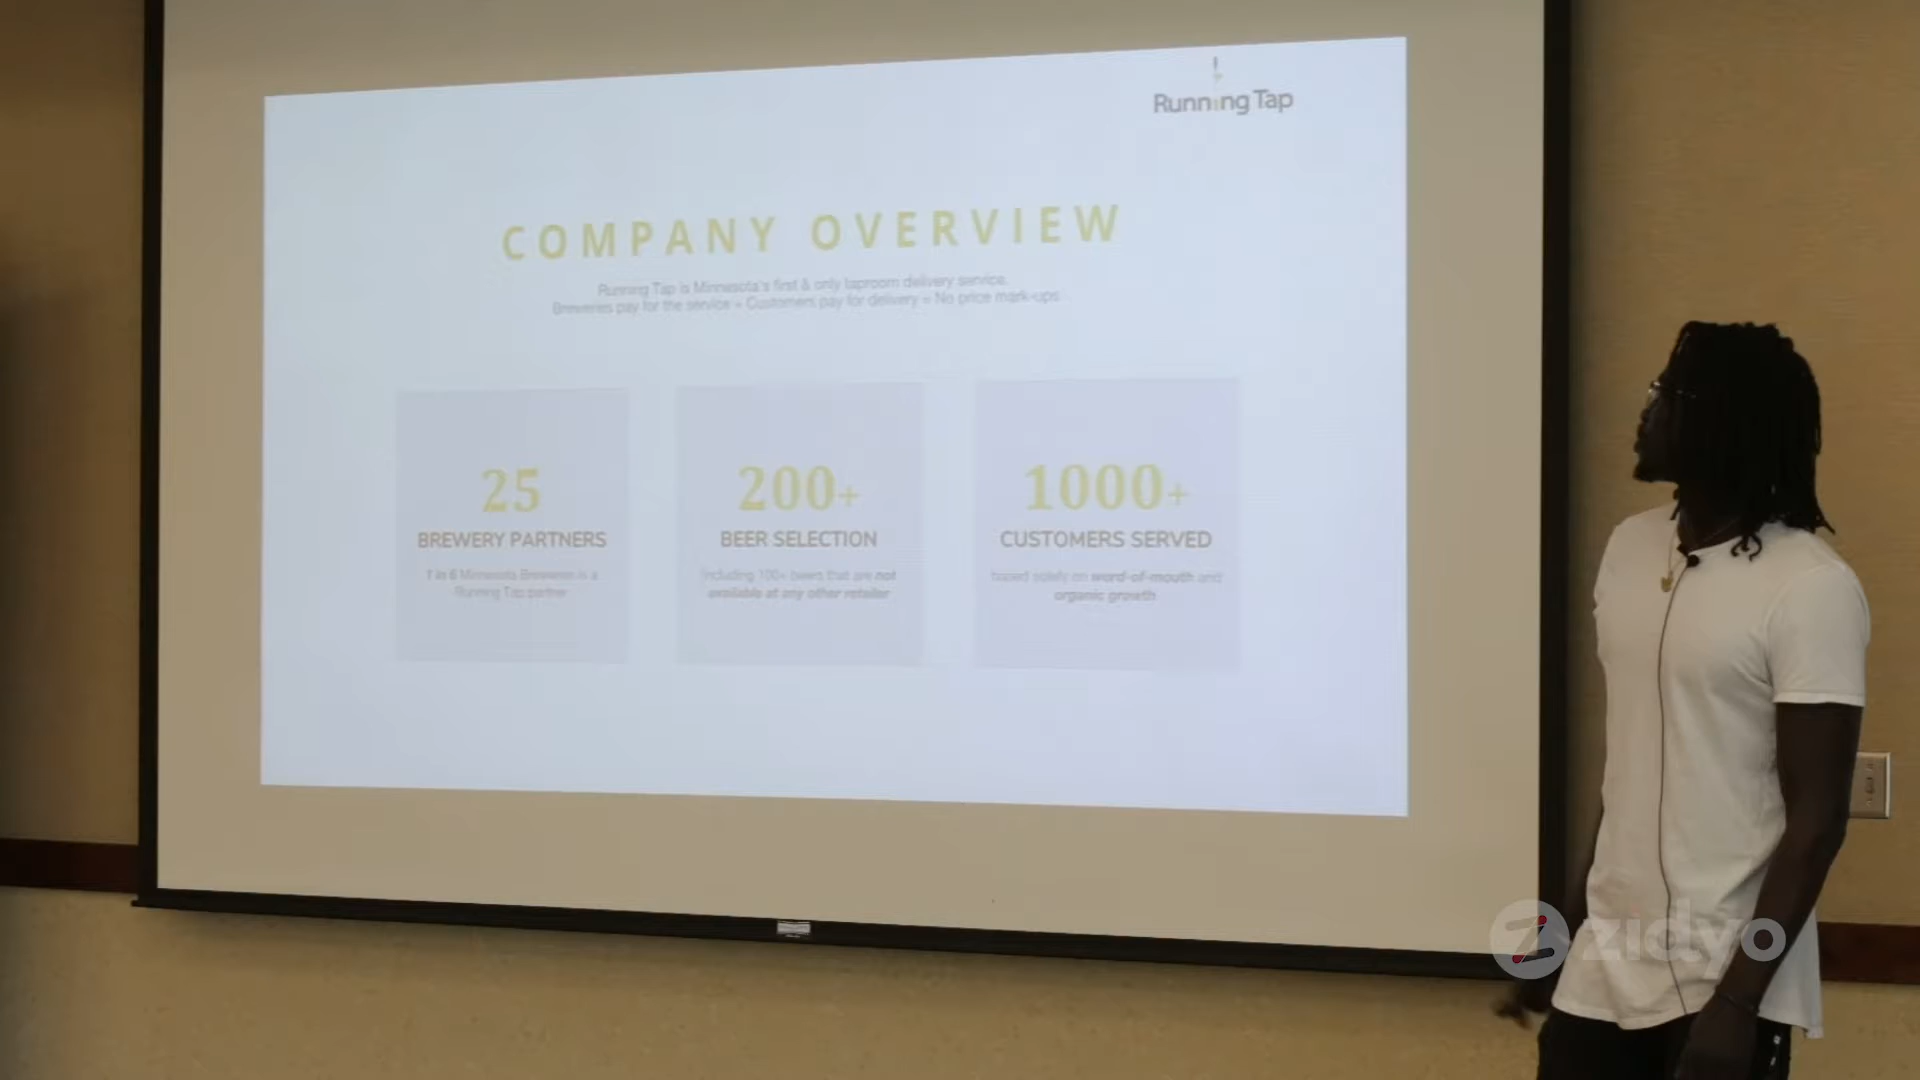 Running Tap
COMPANY OVERVIEW
Running Tap is Minnesota's first & only taproom delivery service.
Breweries pay for the service + Customers pay for delivery = No price mark-ups
25
BREWERY PARTNERS
1 in 6 Minnesota Breweries is a
Running Tap partner
200+
BEER SELECTION
including 100+ beers that are not
available at any other retailer
1000+
CUSTOMERS SERVED
based solely on word-of-mouth and
organic growth
zidyo